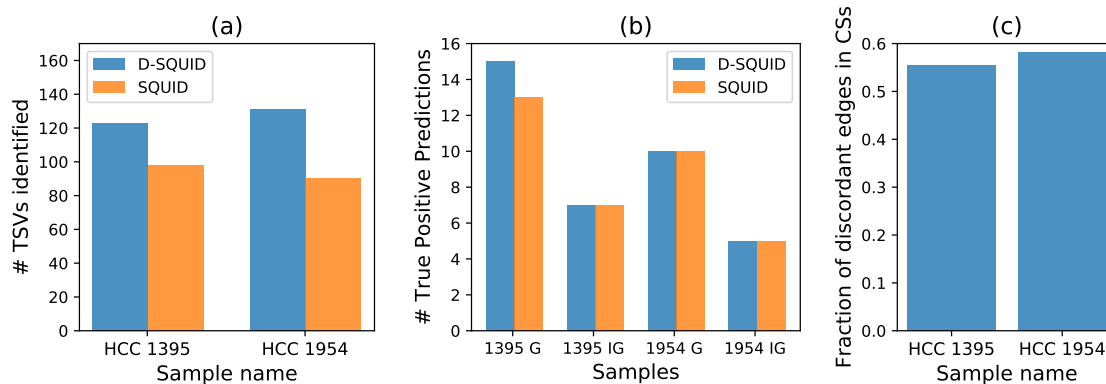 (a)
# TSVs identified
160
140
120
100
80
60
40
20
0
D-SQUID
SQUID
HCC 1395
HCC 1954
Sample name
(b)
# True Positive Predictions
16
14
12
10
8
6
4
2
0
D-SQUID
SQUID
1395 G
1395 IG
1954 G
1954 IG
Samples
(c)
Fraction of discordant edges in CSs
0.6
0.5
0.4
0.3
0.2
0.1
0.0
HCC 1395
HCC 1954
Sample name